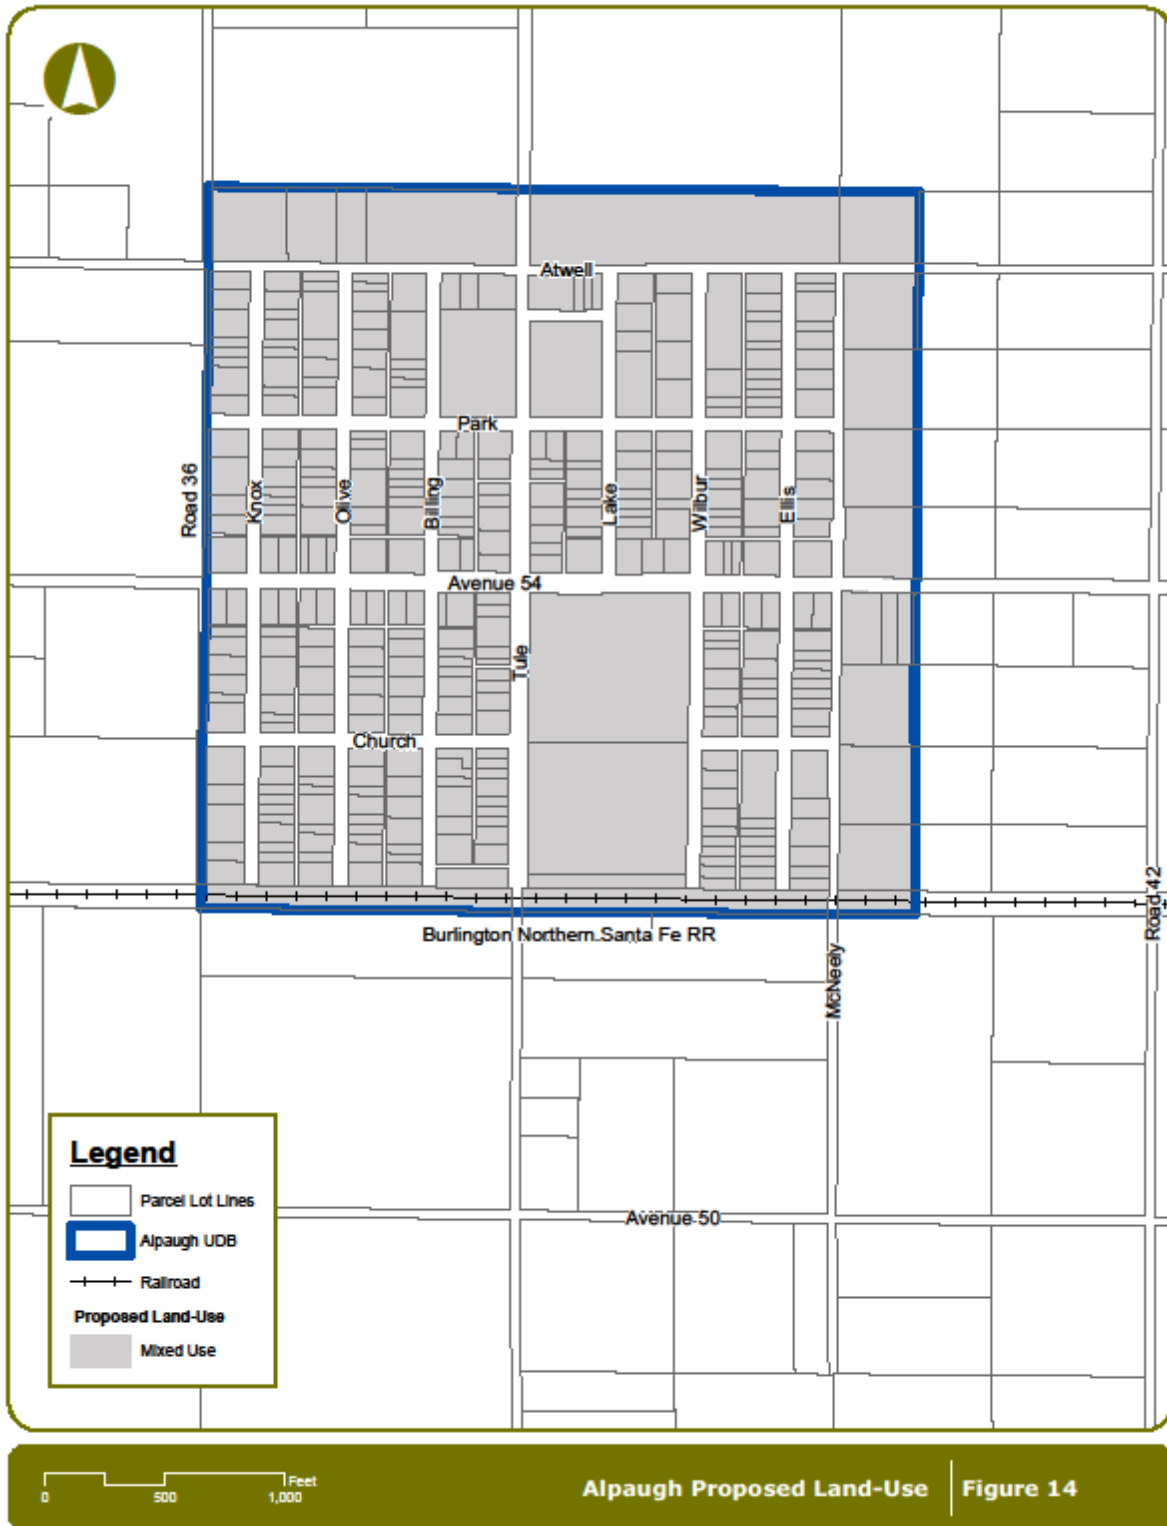 Atwell
Park
Road 36
Knox
Olive
Billing
Lake
Wilbur
Ellis
Avenue 54
Tule
Church
Road 42
Burlington Northern Santa Fe RR
McNeely
Avenue 50
Legend
Parcel Lot Lines
Alpaugh UDB
Railroad
Proposed Land-Use
Mixed Use
Feet
0 500 1,000
Alpaugh Proposed Land-Use Figure 14